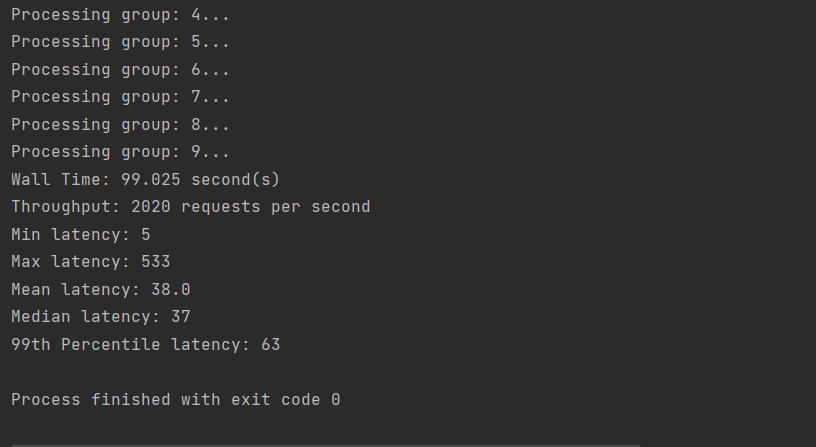 Processing group: 4...
Processing group: 5...
Processing group: 6...
Processing group: 7...
Processing group: 8...
Processing group: 9...
Wall Time: 99.025 second(s)
Throughput: 2020 requests per second
Min latency: 5
Max latency: 533
Mean latency: 38.0
Median latency: 37
99th Percentile latency: 63
Process finished with exit code 0